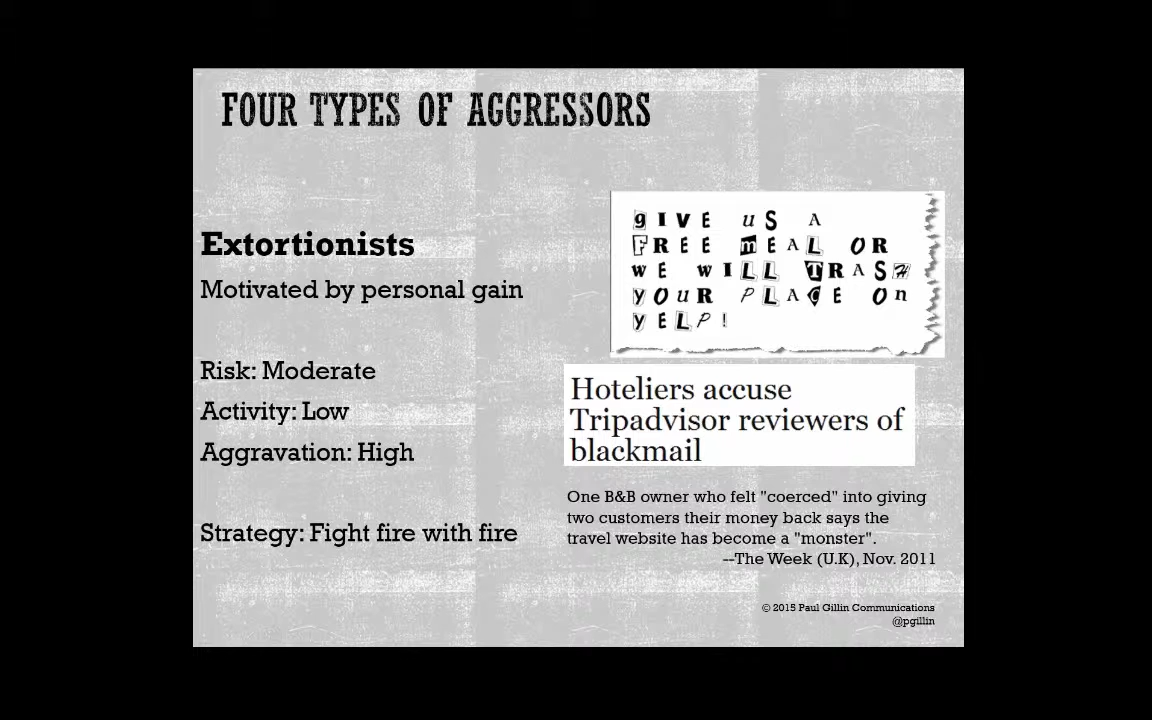 FOUR TYPES OF AGGRESSORS
Extortionists
Motivated by personal gain
Risk: Moderate
Activity: Low
Aggravation: High
Strategy: Fight fire with fire
gIVE uS A
FREE mEAL OR
wE wILL TRASH
yOuR PLACE On
yELP!
Hoteliers accuse
Tripadvisor reviewers of
blackmail
One B&B owner who felt "coerced" into giving
two customers their money back says the
travel website has become a "monster".
--The Week (U.K), Nov. 2011
© 2015 Paul Gillin Communications
@pgillin